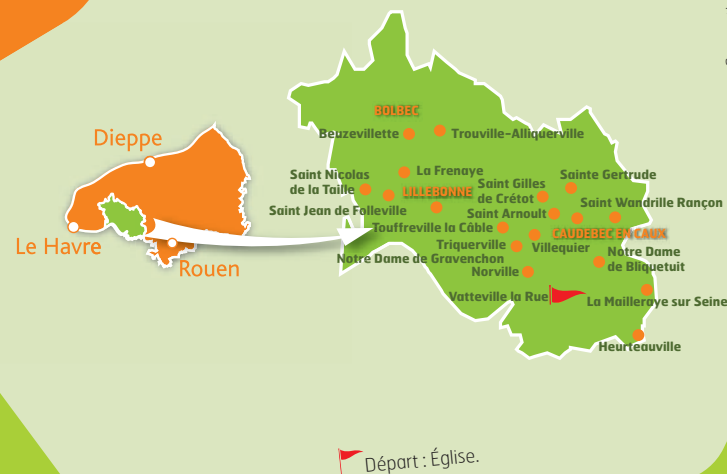 BOLBEC
Beuzevillette
Trouville-Alliquerville
Dieppe
La Frenaye
Saint Nicolas
de la Taille
Sainte Gertrude
LILLEBONNE
Saint Gilles
de Crétot
Saint Wandrille Rançon
Saint Jean de Folleville
Saint Arnoult
Touffreville la Câble
CAUDEBEC EN CAUX
Le Havre
Triquerville
Villequier
Notre Dame
de Bliquetuit
Notre Dame de Gravenchon
Rouen
Norville
Vatteville la Rue
La Mailleraye sur Seine
Heurteauville
Départ : Église.